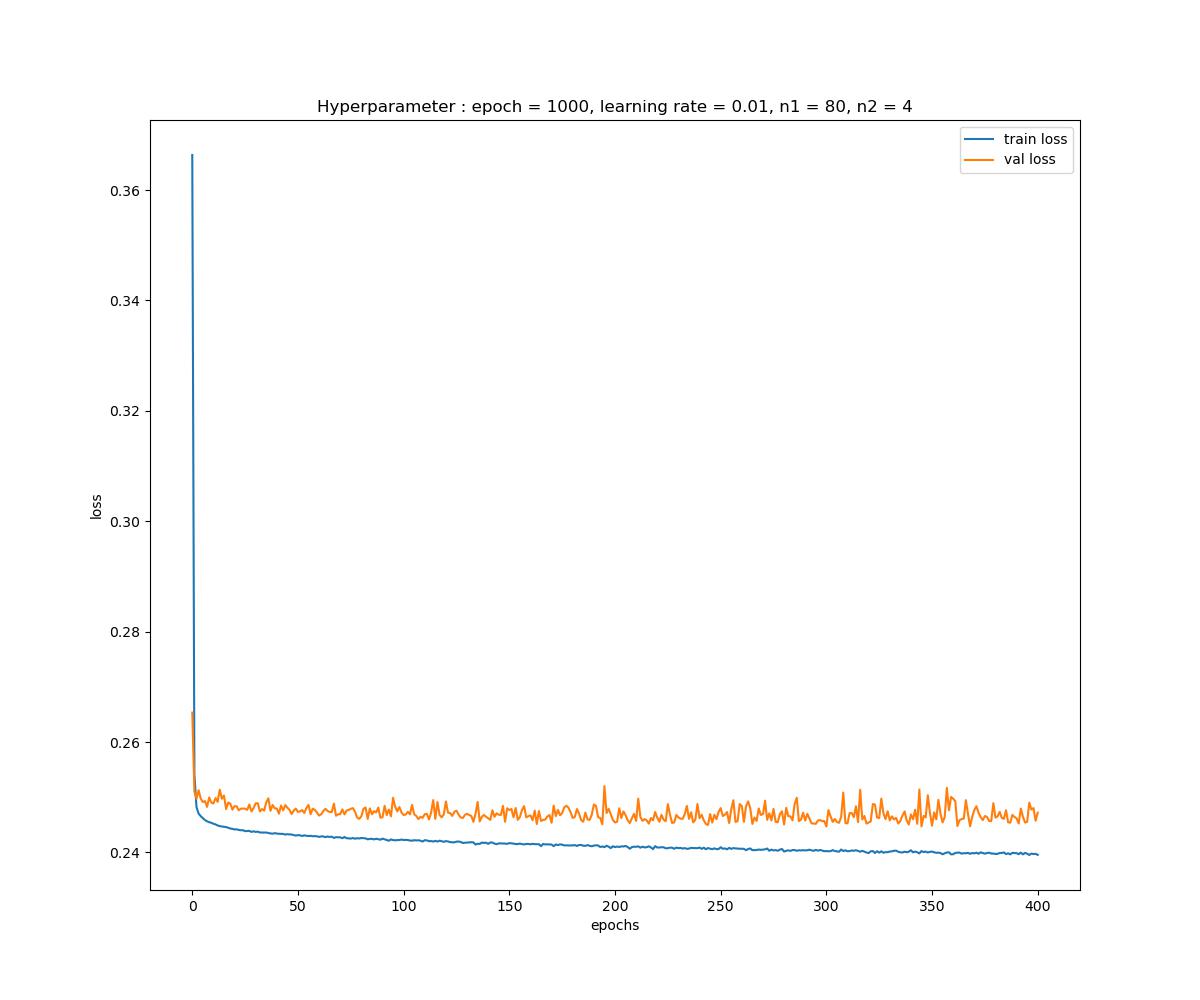 Hyperparameter : epoch = 1000, learning rate = 0.01, n1 = 80, n2 = 4
train loss
val loss
0.36
0.34
0.32
0.30
0.28
0.26
0.24
loss
0 50 100 150 200 250 300 350 400
epochs